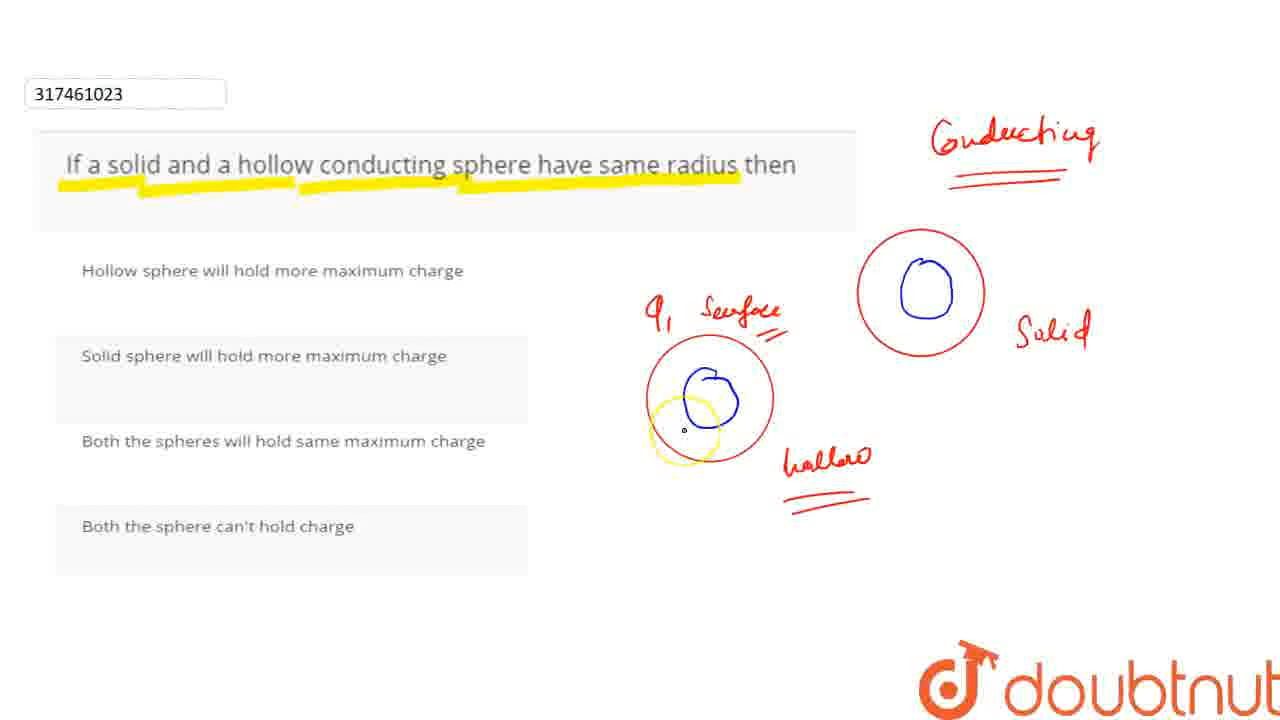 317461023
If a solid and a hollow conducting sphere have same radius then
Conducting
Hollow sphere will hold more maximum charge
q1 Surface
Solid
Solid sphere will hold more maximum charge
Both the spheres will hold same maximum charge
hollow
Both the sphere can't hold charge
doubtnut